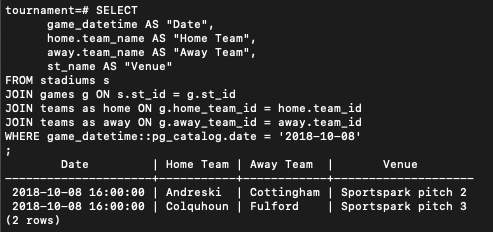 tournament=# SELECT
      game_datetime AS "Date",
      home.team_name AS "Home Team",
      away.team_name AS "Away Team",
      st_name AS "Venue"
FROM stadiums s
JOIN games g ON s.st_id = g.st_id
JOIN teams as home ON g.home_team_id = home.team_id
JOIN teams as away ON g.away_team_id = away.team_id
WHERE game_datetime::pg_catalog.date = '2018-10-08'
;
        Date         | Home Team | Away Team  |       Venue
---------------------+-----------+------------+--------------------
 2018-10-08 16:00:00 | Andreski  | Cottingham | Sportspark pitch 2
 2018-10-08 16:00:00 | Colquhoun | Fulford    | Sportspark pitch 3
(2 rows)